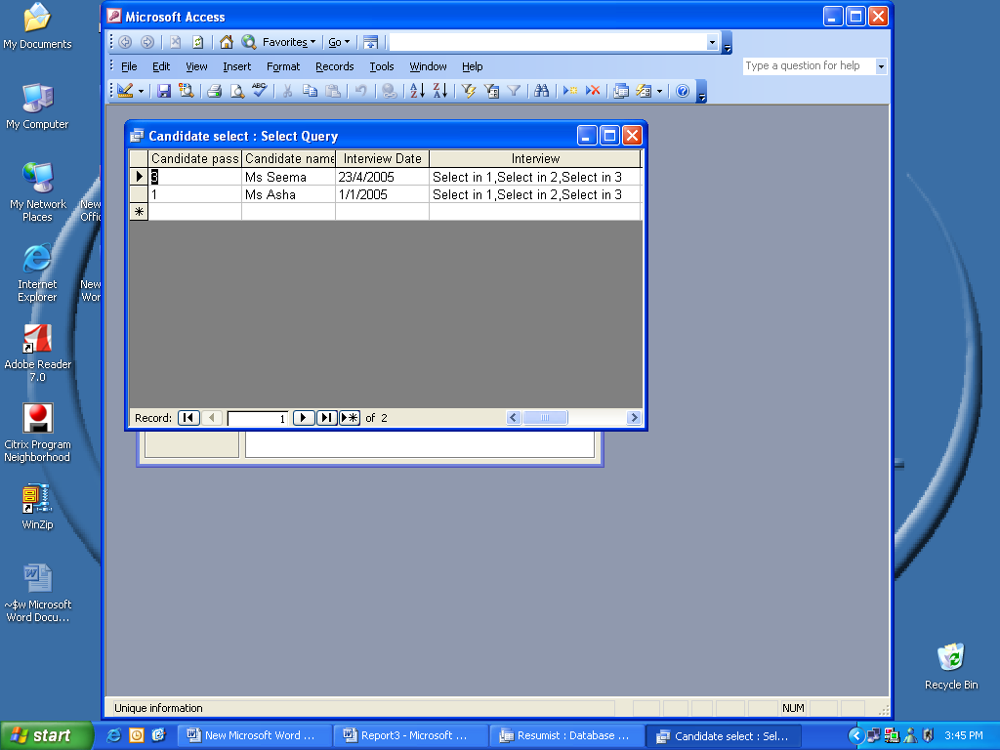 Microsoft Access
Favorites Go
File Edit View Insert Format Records Tools Window Help
Type a question for help
Candidate select : Select Query
Candidate pass Candidate name Interview Date Interview
3 Ms Seema 23/4/2005 Select in 1,Select in 2,Select in 3
1 Ms Asha 1/1/2005 Select in 1,Select in 2,Select in 3
Record: 1 of 2
Unique information NUM
My Documents
My Computer
My Network
Places
New
Offi
Internet
Explorer
New
Wor
Adobe Reader
7.0
Citrix Program
Neighborhood
WinZip
~$w Microsoft
Word Docu...
Recycle Bin
start New Microsoft Word ... Report3 - Microsoft ... Resumist : Database ... Candidate select : Sel... 3:45 PM